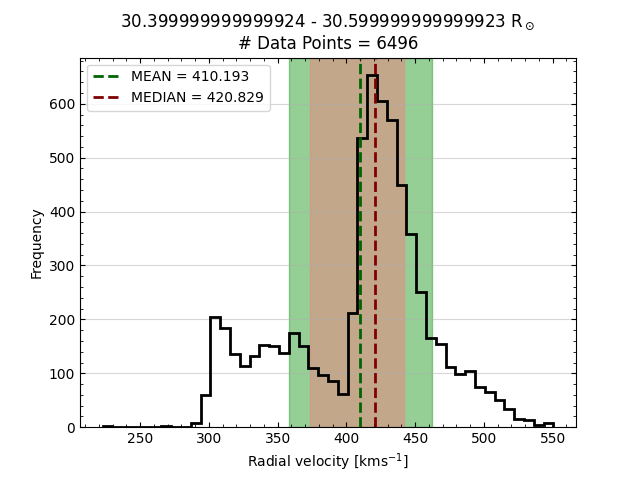 30.399999999999924 - 30.599999999999923 R⊙
# Data Points = 6496
MEAN = 410.193
MEDIAN = 420.829
600
500
400
300
200
100
0
Frequency
250 300 350 400 450 500 550
Radial velocity [kms⁻¹]